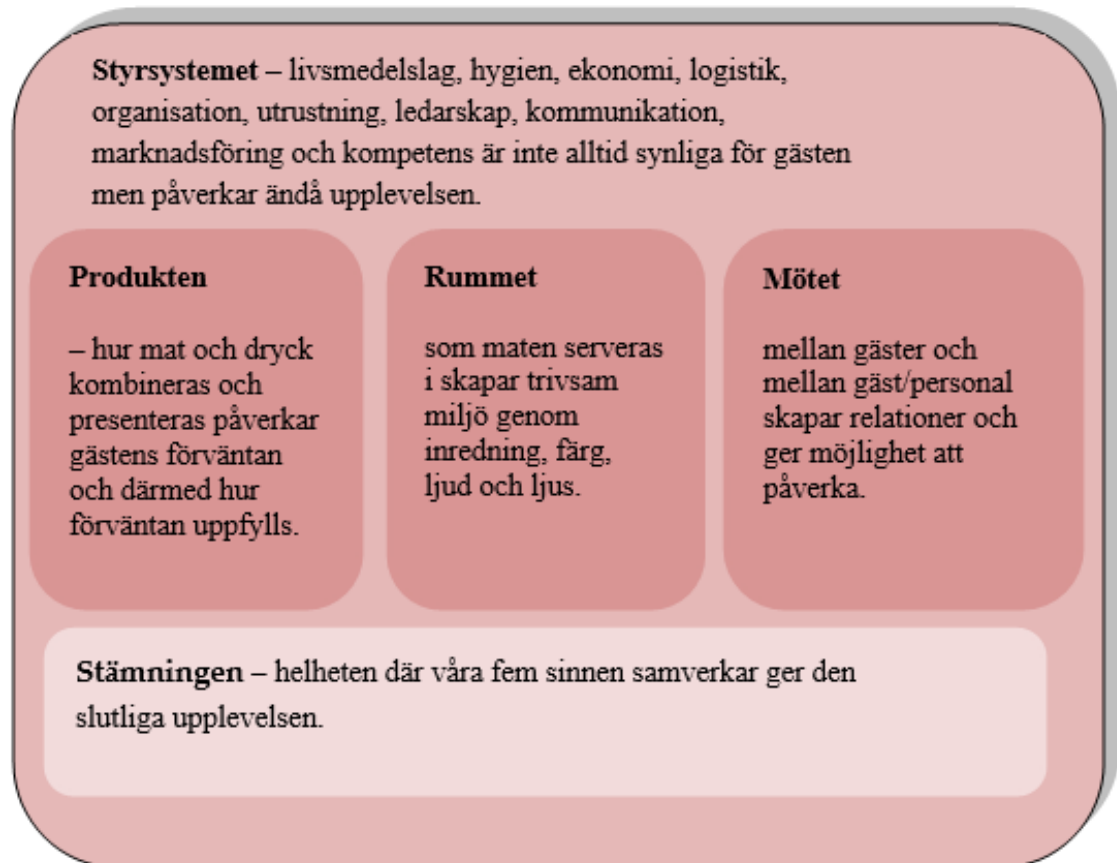 Styrsystemet – livsmedelslag, hygien, ekonomi, logistik,
organisation, utrustning, ledarskap, kommunikation,
marknadsföring och kompetens är inte alltid synliga för gästen
men påverkar ändå upplevelsen.
Produkten
– hur mat och dryck
kombineras och
presenteras påverkar
gästens förväntan
och därmed hur
förväntan uppfylls.
Rummet
som maten serveras
i skapar trivsam
miljö genom
inredning, färg,
ljud och ljus.
Mötet
mellan gäster och
mellan gäst/personal
skapar relationer och
ger möjlighet att
påverka.
Stämningen – helheten där våra fem sinnen samverkar ger den
slutliga upplevelsen.